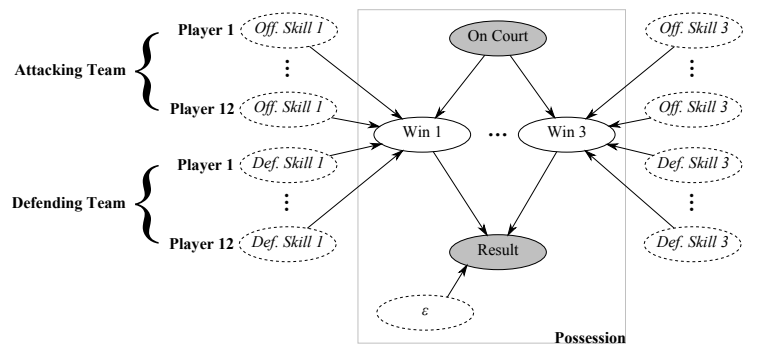 Player 1
Off. Skill 1
On Court
Off. Skill 3
Attacking Team
Player 12
Off. Skill 1
Off. Skill 3
Win 1
...
Win 3
Player 1
Def. Skill 1
Def. Skill 3
Defending Team
Player 12
Def. Skill 1
Result
Def. Skill 3
ε
Possession